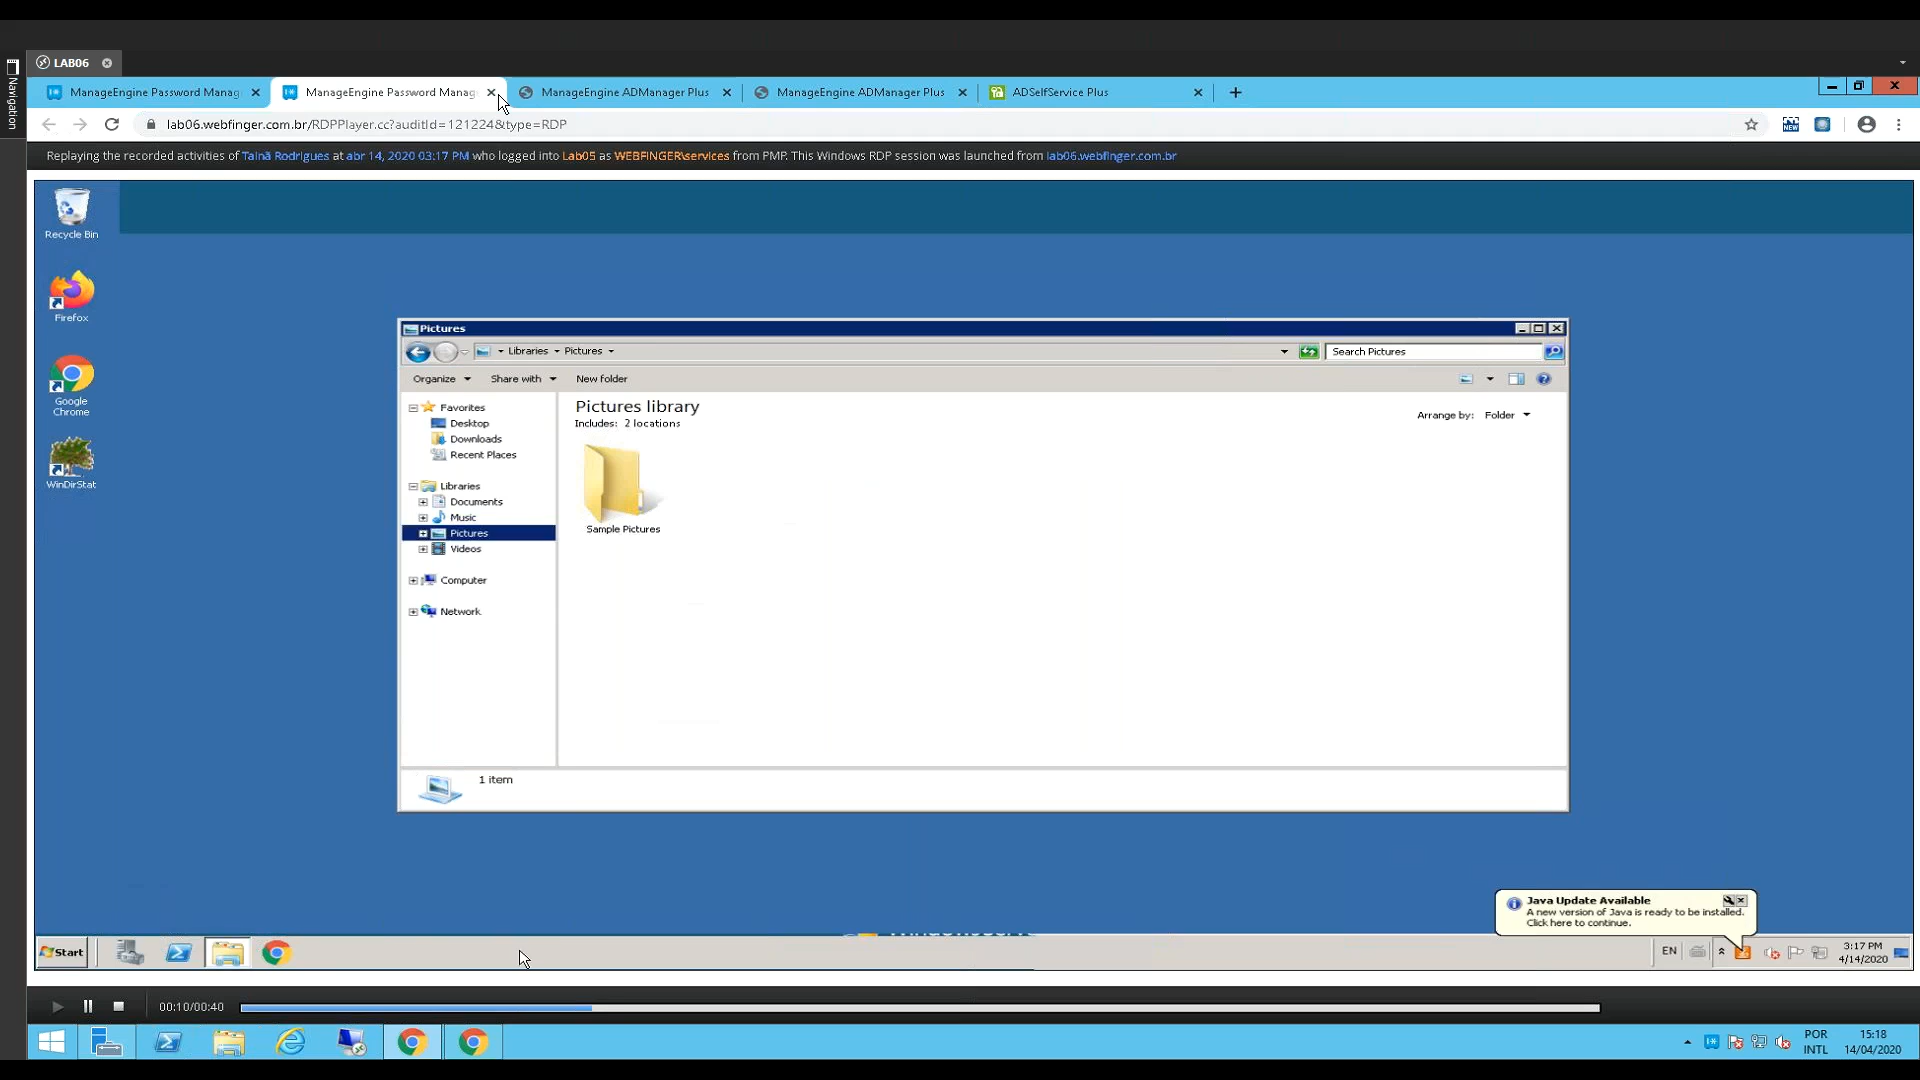 LAB06
Navigation
ManageEngine Password Manag
ManageEngine Password Manag
ManageEngine ADManager Plus
ManageEngine ADManager Plus
ADSelfService Plus
lab06.webfinger.com.br/RDPPlayer.cc?auditId=121224&type=RDP
NEW
Replaying the recorded activities of Tainã Rodrigues at abr 14, 2020 03:17 PM who logged into Lab05 as WEBFINGER\services from PMP. This Windows RDP session was launched from lab06.webfinger.com.br
Recycle Bin
Firefox
Google
Chrome
WinDirStat
Pictures
Libraries
Pictures
Search Pictures
Organize
Share with
New folder
Favorites
Desktop
Downloads
Recent Places
Libraries
Documents
Music
Pictures
Videos
Computer
Network
Pictures library
Includes: 2 locations
Arrange by: Folder
Sample Pictures
1 item
Java Update Available
A new version of Java is ready to be installed.
Click here to continue.
Start
EN
3:17 PM
4/14/2020
00:10/00:40
POR
INTL
15:18
14/04/2020